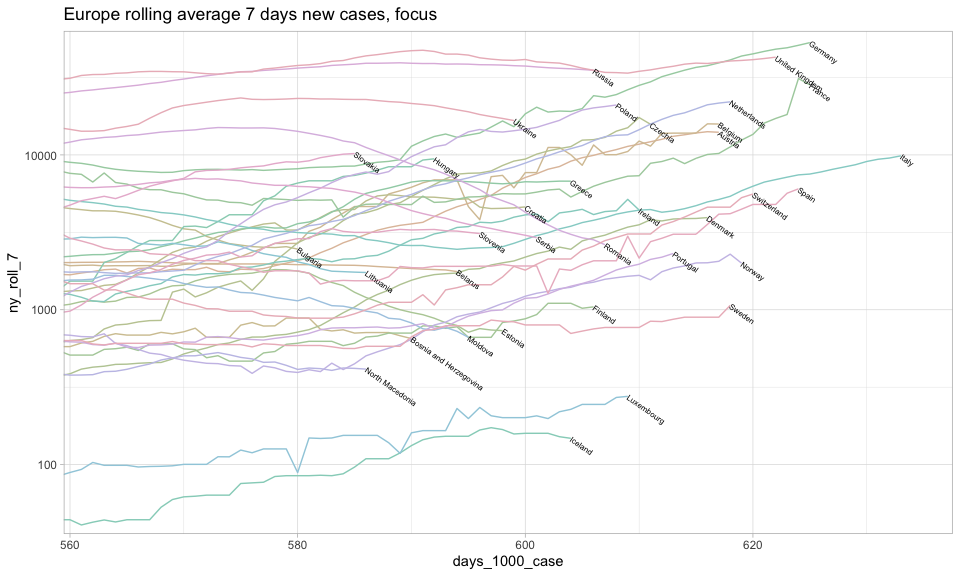 Europe rolling average 7 days new cases, focus
Germany
United Kingdom
France
Russia
Netherlands
Poland
Ukraine
Czechia
Belgium
Austria
10000
Slovakia
Hungary
Italy
Greece
Spain
Switzerland
Croatia
Ireland
Denmark
Slovenia
Serbia
Romania
Bulgaria
Portugal
Norway
Lithuania
Belarus
ny_roll_7
1000
Finland
Sweden
Estonia
Moldova
Bosnia and Herzegovina
North Macedonia
Luxembourg
Iceland
100
560
580
600
620
days_1000_case